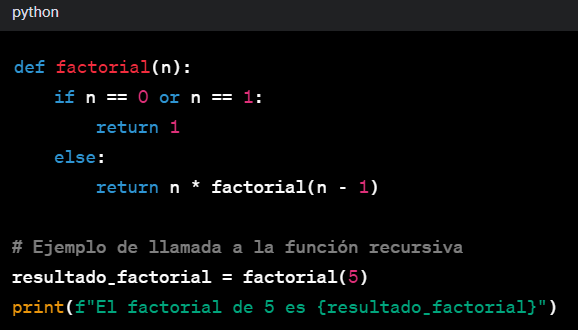 python
def factorial(n):
    if n == 0 or n == 1:
        return 1
    else:
        return n * factorial(n - 1)
# Ejemplo de llamada a la función recursiva
resultado_factorial = factorial(5)
print(f"El factorial de 5 es {resultado_factorial}")